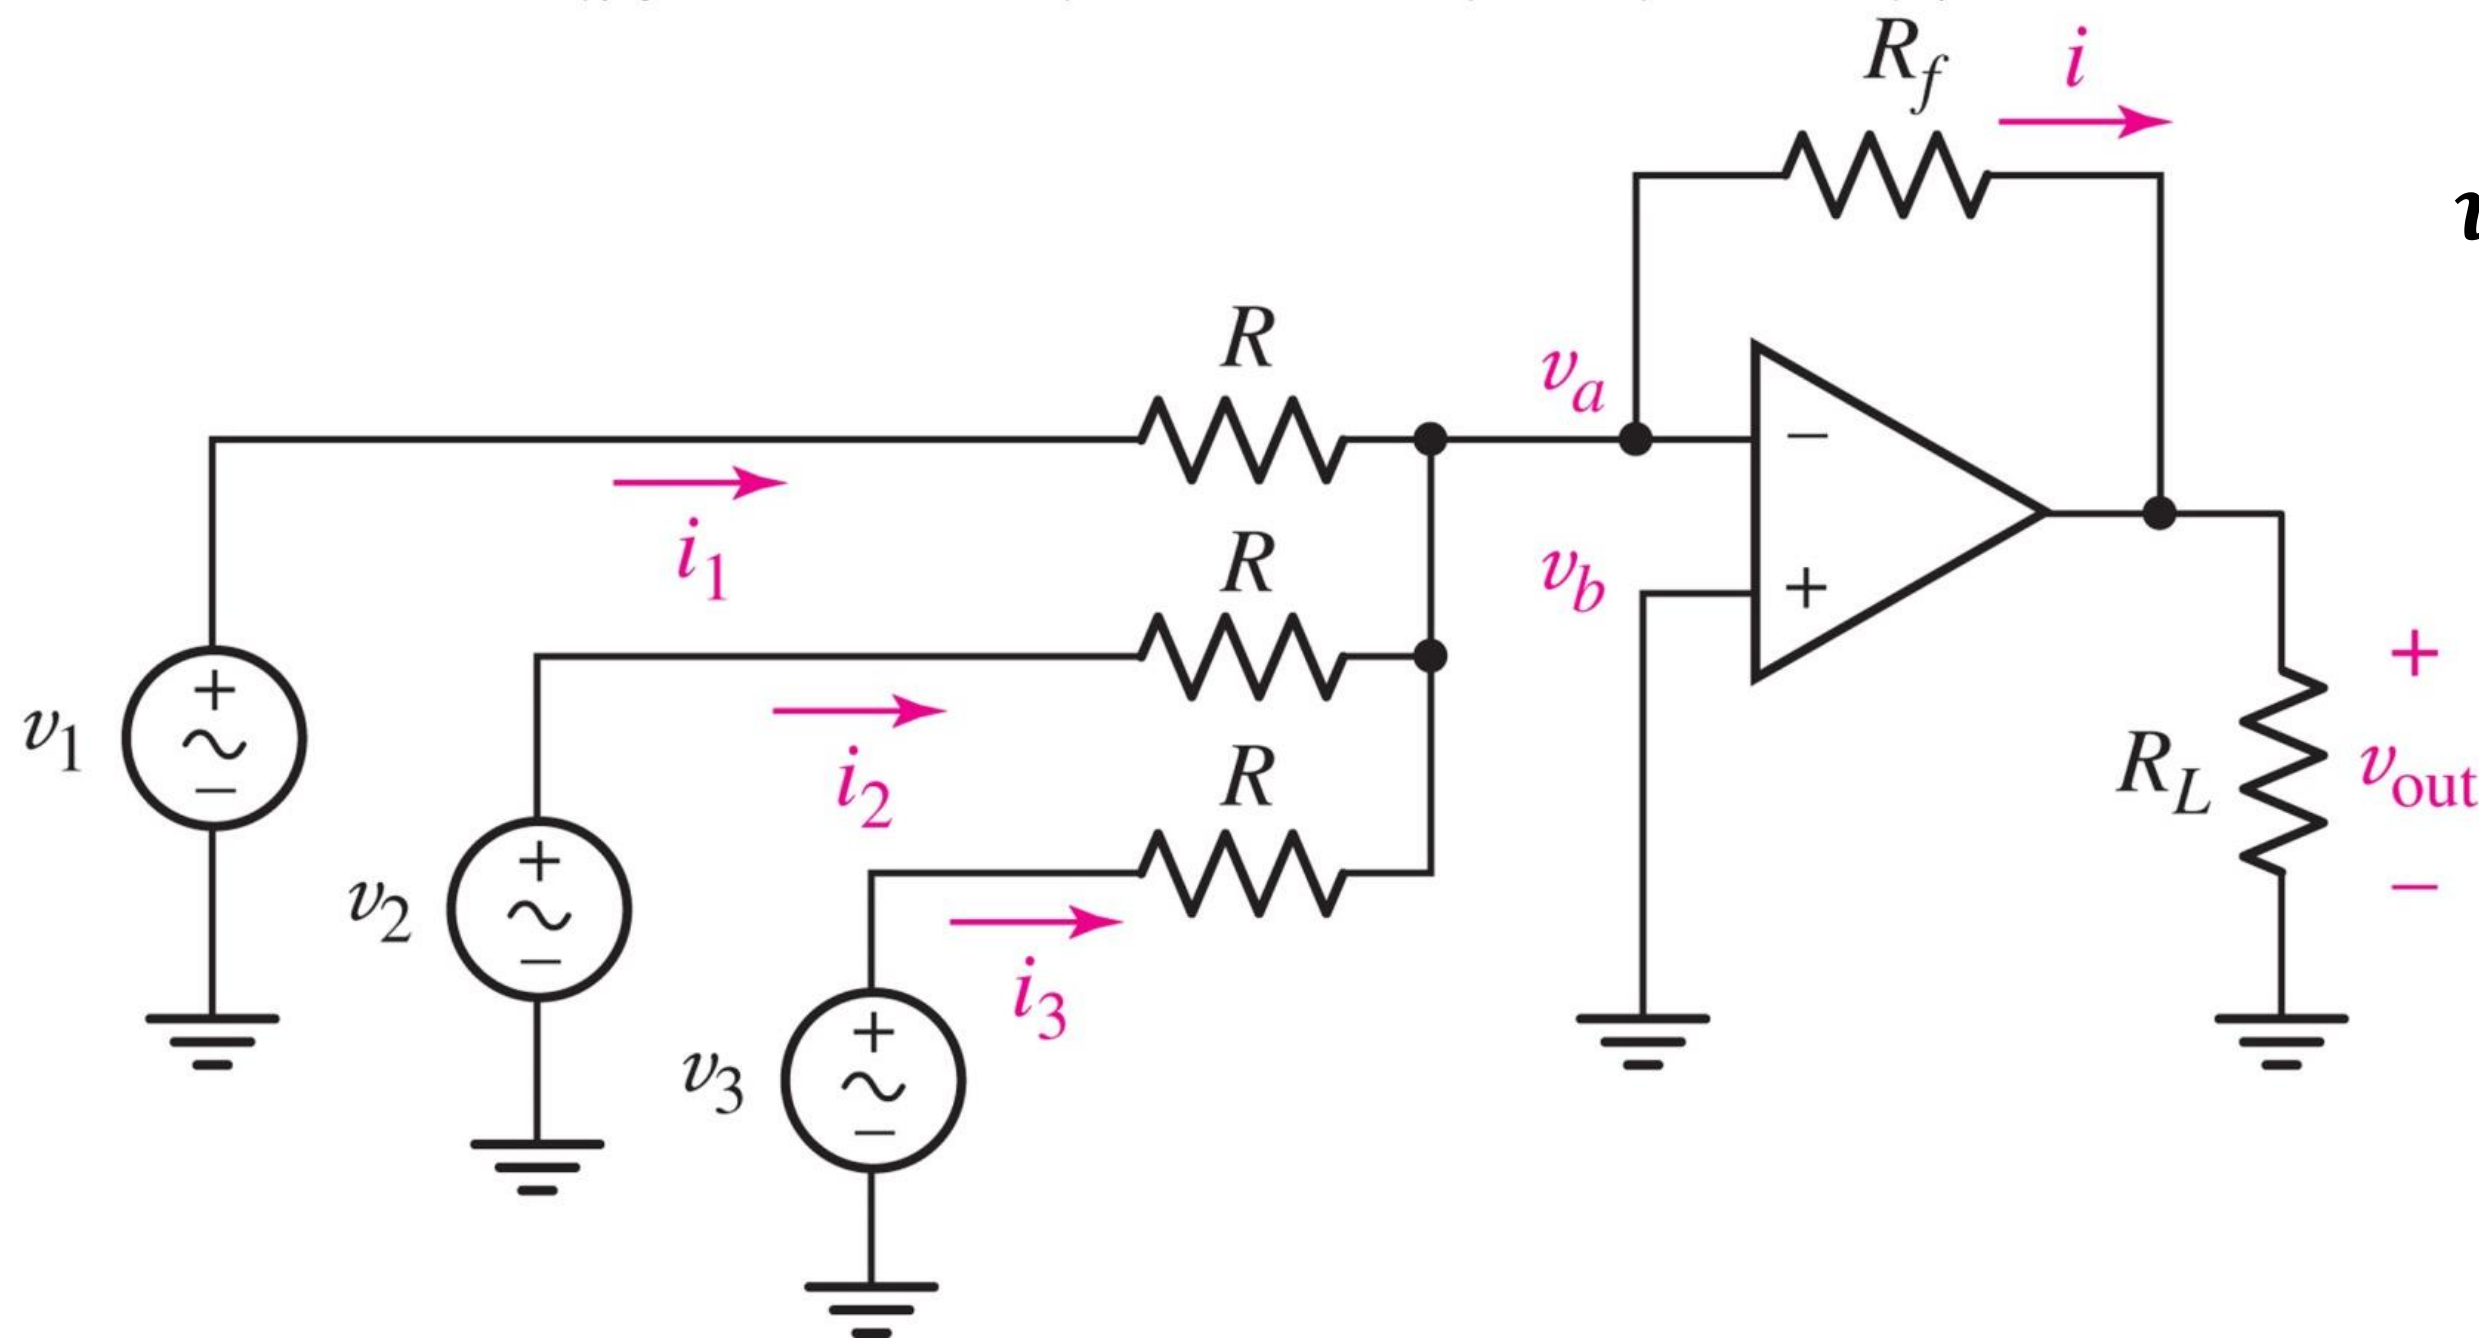 R_f
i
R
v_a
i_1
R
v_b
−
+
i_2
R
v_1
+
−
v_2
+
−
i_3
v_3
+
−
R_L
+
v_out
−